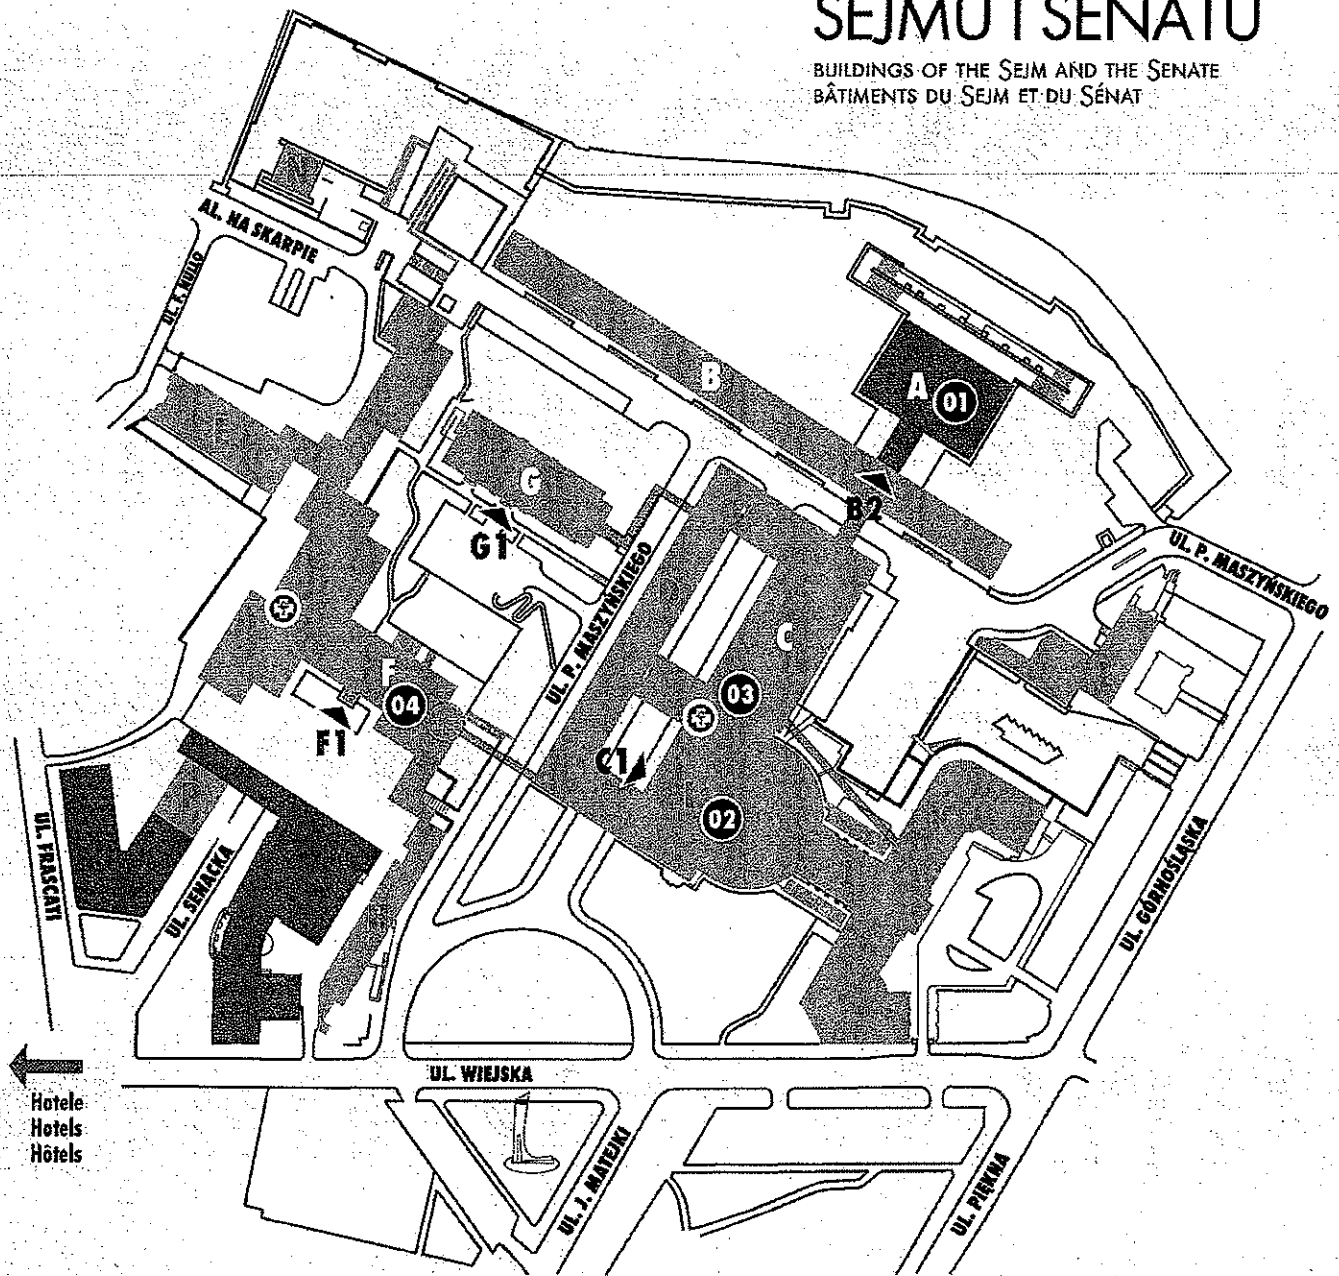 SEJMU I SENATU
BUILDINGS OF THE SEJM AND THE SENATE
BÂTIMENTS DU SEJM ET DU SÉNAT
N
AL. NA SKARPIE
UL. F. NULLO
B
A
01
G
B2
G1
UL. P. MASZYŃSKIEGO
UL. P. MASZYŃSKIEGO
C
F
04
03
F1
C1
02
UL. FRASCATI
UL. SENACKA
UL. GÓRNOŚLĄSKA
UL. WIEJSKA
Hotele
Hotels
Hôtels
UL. J. MATEJKI
UL. PIĘKNA